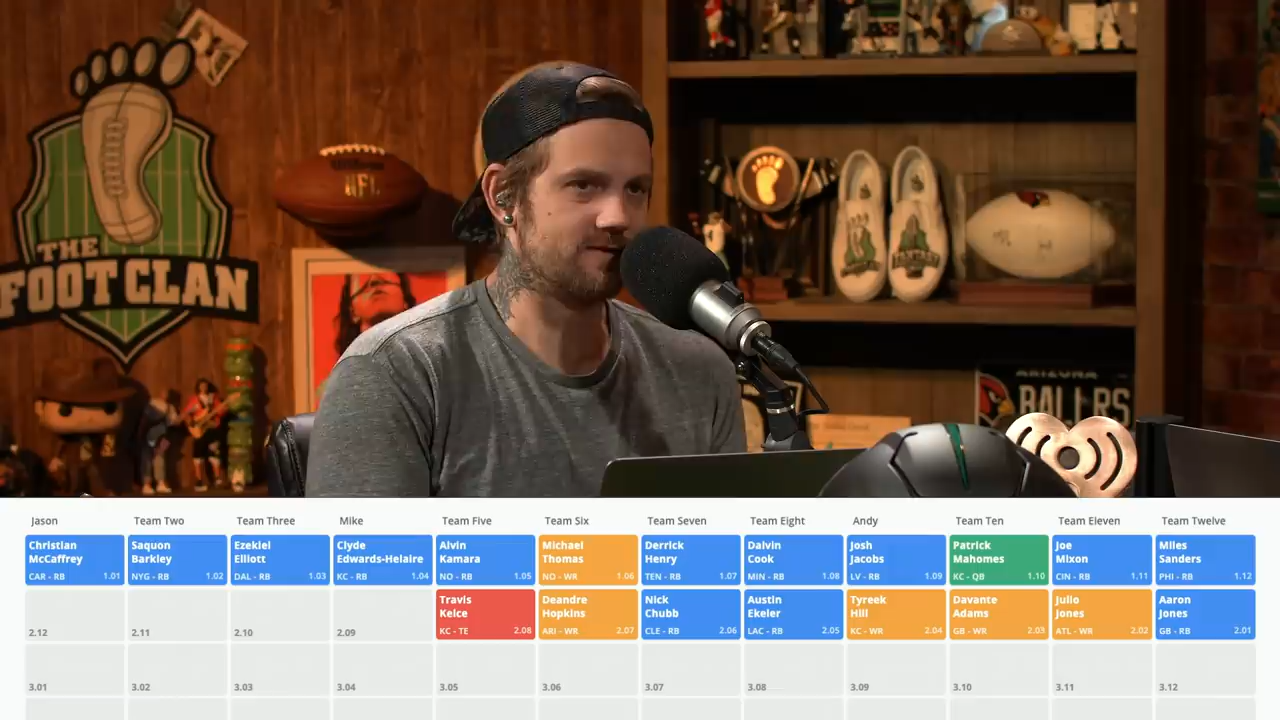 NFL
THE
FOOT CLAN
ARIZONA
BALLRS
Jason
Team Two
Team Three
Mike
Team Five
Team Six
Team Seven
Team Eight
Andy
Team Ten
Team Eleven
Team Twelve
Christian
McCaffrey
CAR - RB 1.01
Saquon
Barkley
NYG - RB 1.02
Ezekiel
Elliott
DAL - RB 1.03
Clyde
Edwards-Helaire
KC - RB 1.04
Alvin
Kamara
NO - RB 1.05
Michael
Thomas
NO - WR 1.06
Derrick
Henry
TEN - RB 1.07
Dalvin
Cook
MIN - RB 1.08
Josh
Jacobs
LV - RB 1.09
Patrick
Mahomes
KC - QB 1.10
Joe
Mixon
CIN - RB 1.11
Miles
Sanders
PHI - RB 1.12
2.12
2.11
2.10
2.09
Travis
Kelce
KC - TE 2.08
Deandre
Hopkins
ARI - WR 2.07
Nick
Chubb
CLE - RB 2.06
Austin
Ekeler
LAC - RB 2.05
Tyreek
Hill
KC - WR 2.04
Davante
Adams
GB - WR 2.03
Julio
Jones
ATL - WR 2.02
Aaron
Jones
GB - RB 2.01
3.01
3.02
3.03
3.04
3.05
3.06
3.07
3.08
3.09
3.10
3.11
3.12